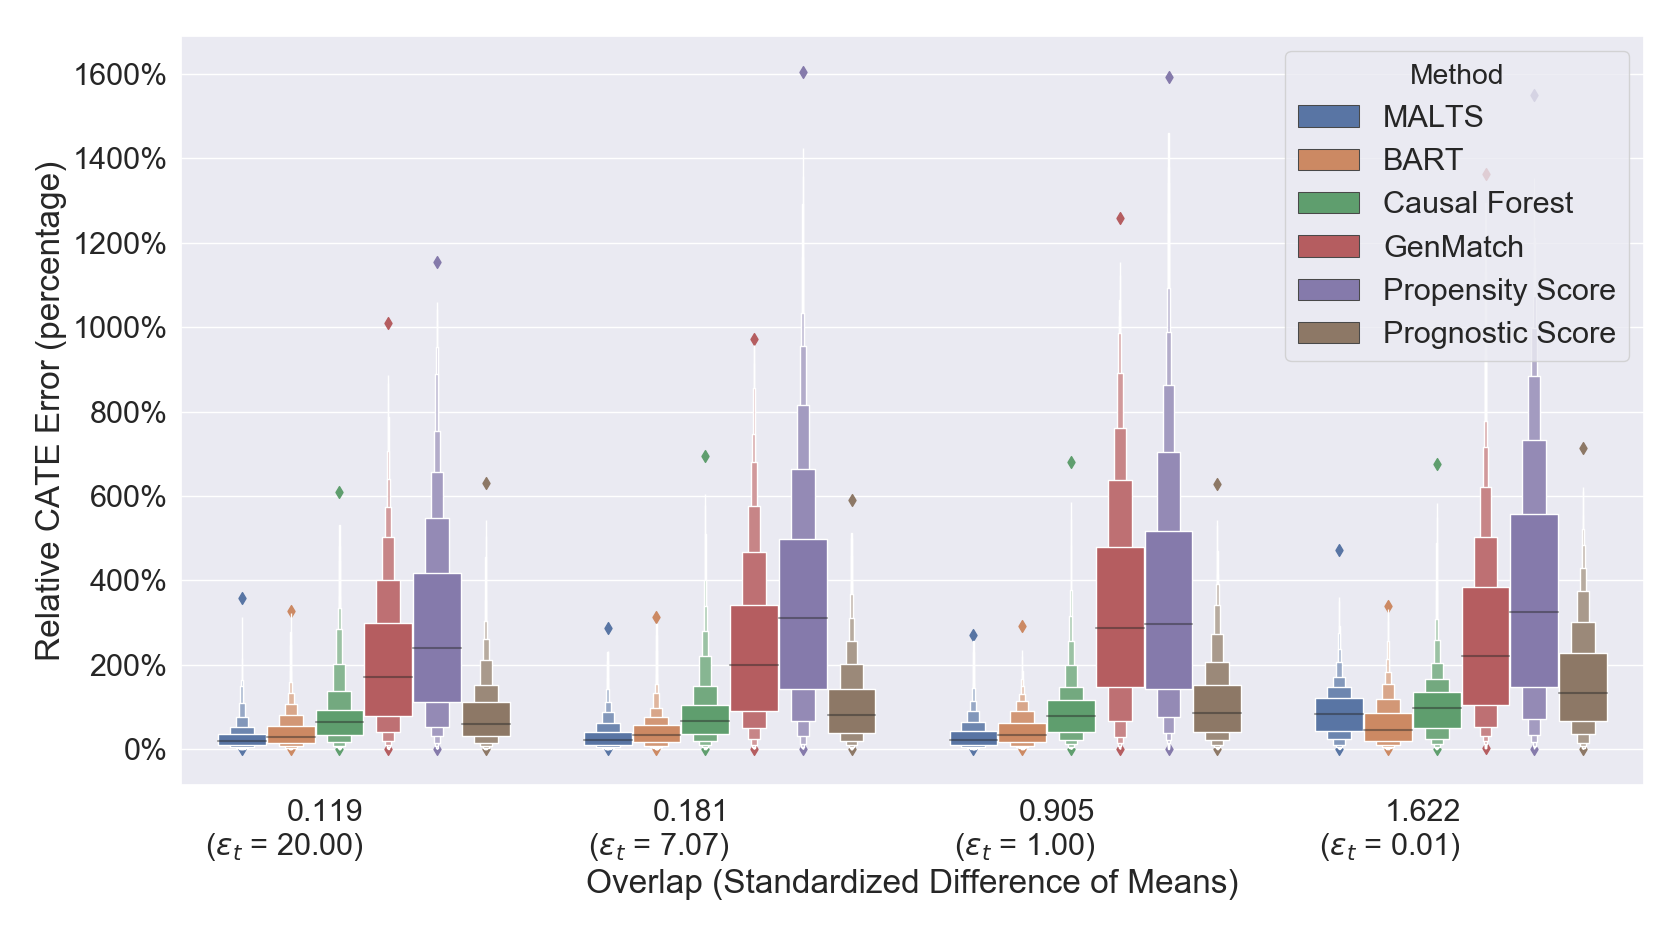 Relative CATE Error (percentage)
1600%
1400%
1200%
1000%
800%
600%
400%
200%
0%
Method
MALTS
BART
Causal Forest
GenMatch
Propensity Score
Prognostic Score
0.119
(ϵt = 20.00)
0.181
(ϵt = 7.07)
0.905
(ϵt = 1.00)
1.622
(ϵt = 0.01)
Overlap (Standardized Difference of Means)